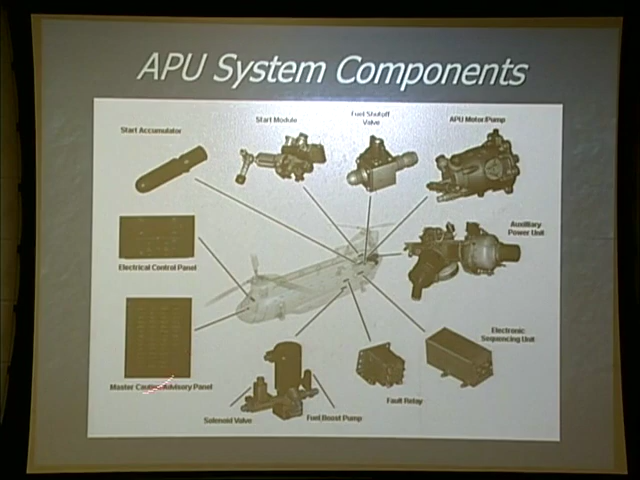 APU System Components
Start Accumulator
Start Module
Fuel Shutoff
Valve
APU Motor/Pump
Auxiliary
Power Unit
Electrical Control Panel
Electronic
Sequencing Unit
Master Caution/Advisory Panel
Fault Relay
Solenoid Valve
Fuel Boost Pump